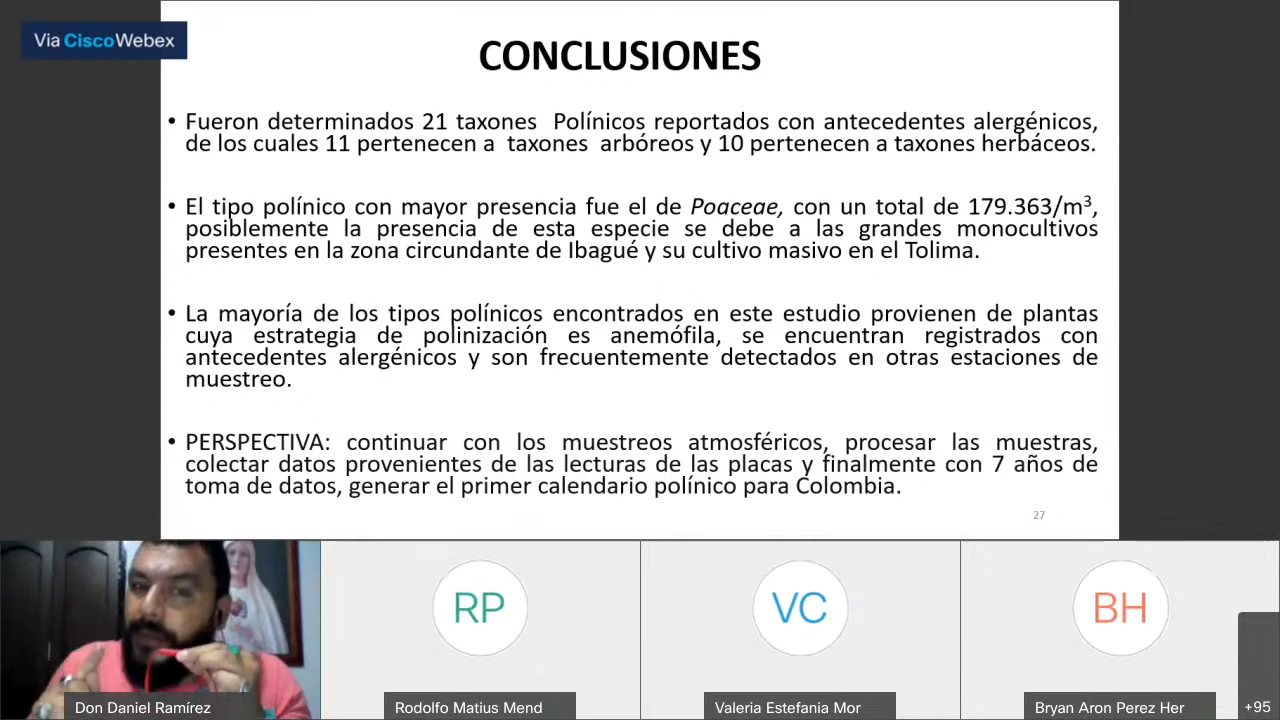 Via CiscoWebex
CONCLUSIONES
• Fueron determinados 21 taxones Polínicos reportados con antecedentes alergénicos,
de los cuales 11 pertenecen a taxones arbóreos y 10 pertenecen a taxones herbáceos.
• El tipo polínico con mayor presencia fue el de Poaceae, con un total de 179.363/m³,
posiblemente la presencia de esta especie se debe a las grandes monocultivos
presentes en la zona circundante de Ibagué y su cultivo masivo en el Tolima.
• La mayoría de los tipos polínicos encontrados en este estudio provienen de plantas
cuya estrategia de polinización es anemófila, se encuentran registrados con
antecedentes alergénicos y son frecuentemente detectados en otras estaciones de
muestreo.
• PERSPECTIVA: continuar con los muestreos atmosféricos, procesar las muestras,
colectar datos provenientes de las lecturas de las placas y finalmente con 7 años de
toma de datos, generar el primer calendario polínico para Colombia.
27
RP
VC
BH
Don Daniel Ramírez
Rodolfo Matius Mend
Valeria Estefania Mor
Bryan Aron Perez Her
+95